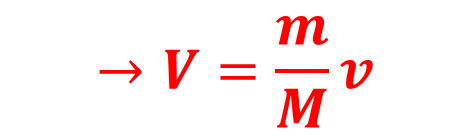 → V = m/M v